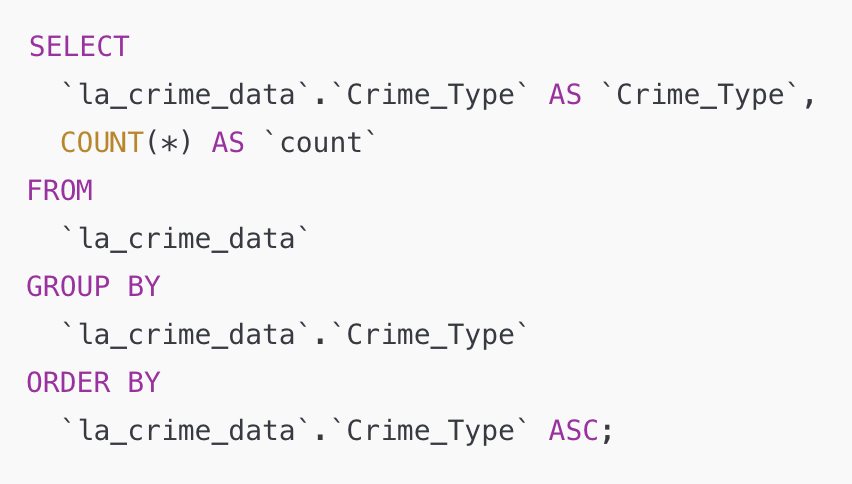 SELECT
  `la_crime_data`.`Crime_Type` AS `Crime_Type`,
  COUNT(*) AS `count`
FROM
  `la_crime_data`
GROUP BY
  `la_crime_data`.`Crime_Type`
ORDER BY
  `la_crime_data`.`Crime_Type` ASC;